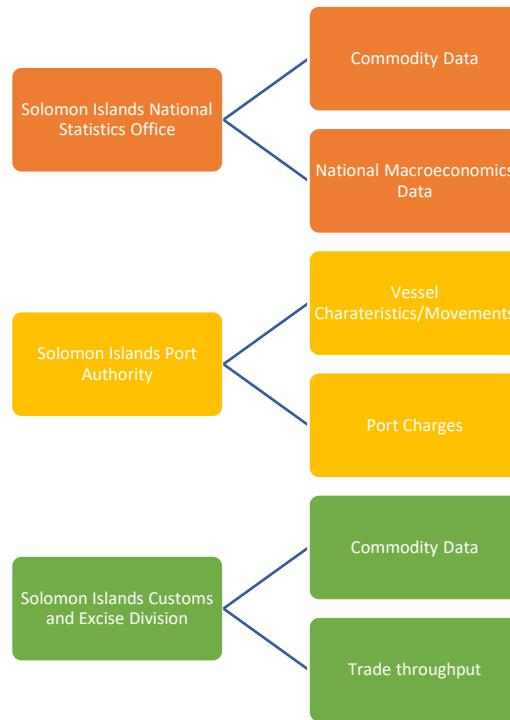 Commodity Data
Solomon Islands National
Statistics Office
National Macroeconomics
Data
Vessel
Charateristics/Movements
Solomon Islands Port
Authority
Port Charges
Commodity Data
Solomon Islands Customs
and Excise Division
Trade throughput